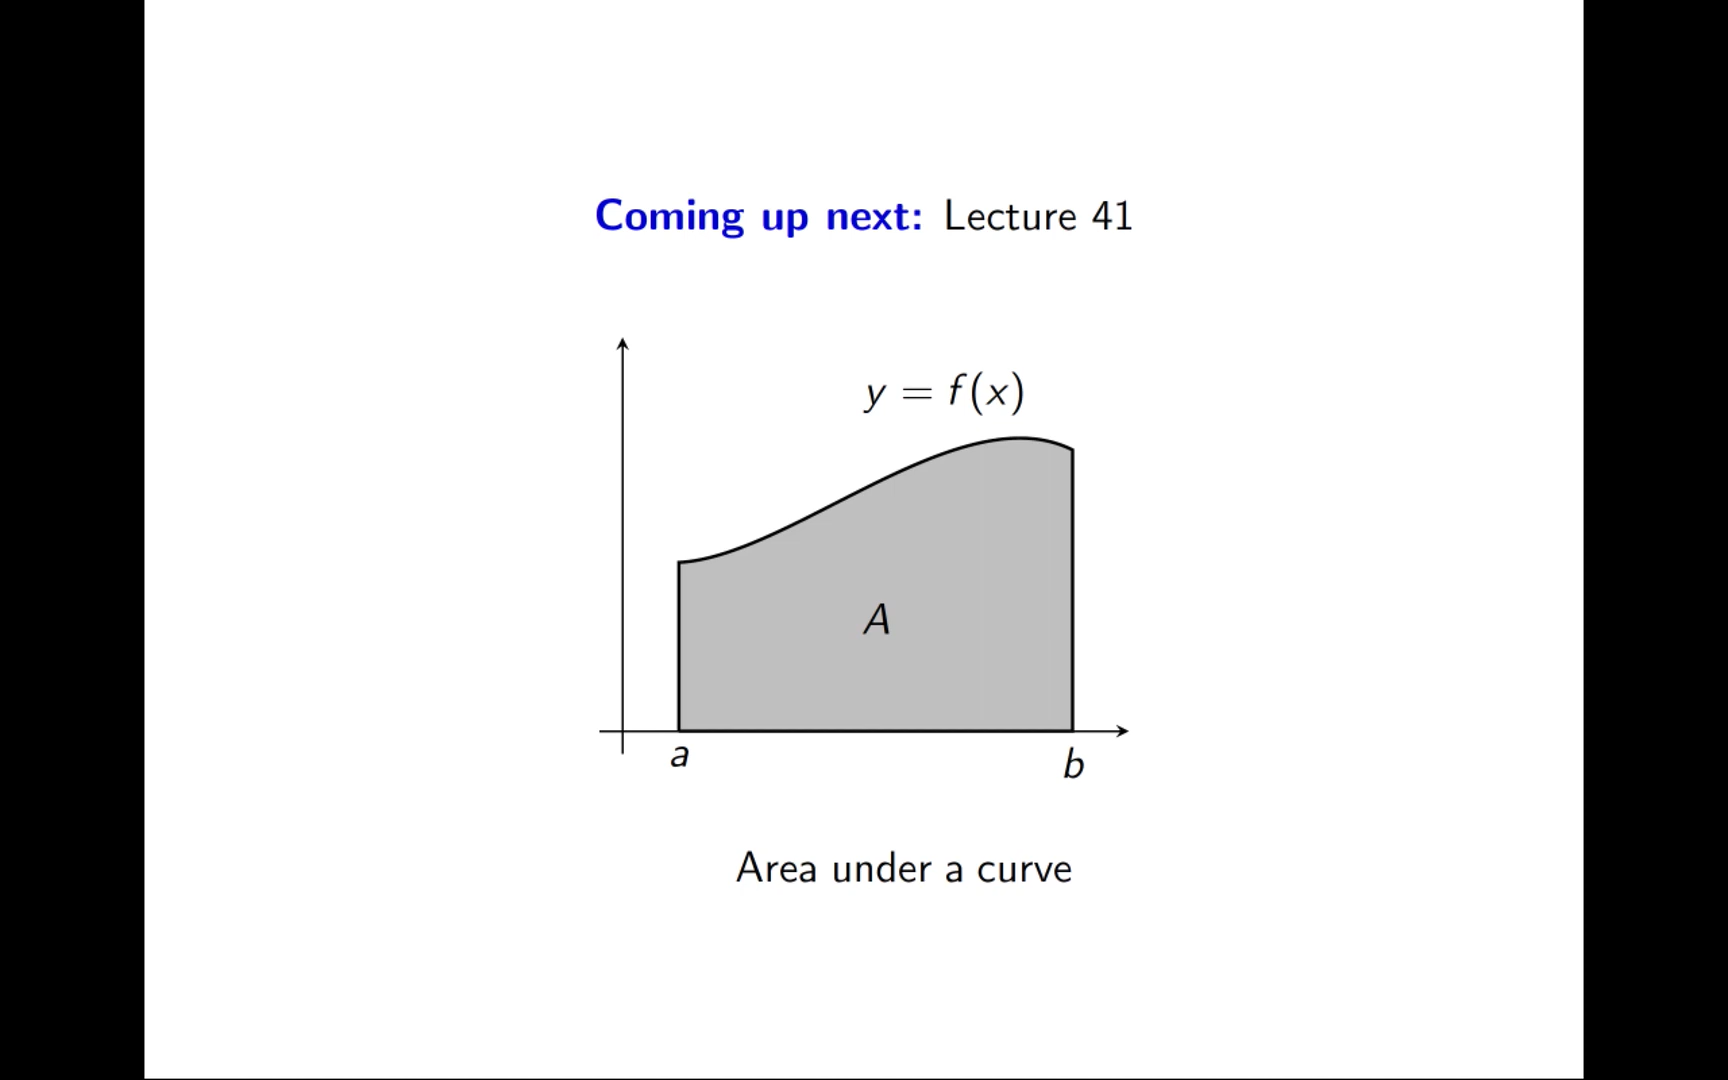 Coming up next: Lecture 41
y = f(x)
A
a
b
Area under a curve